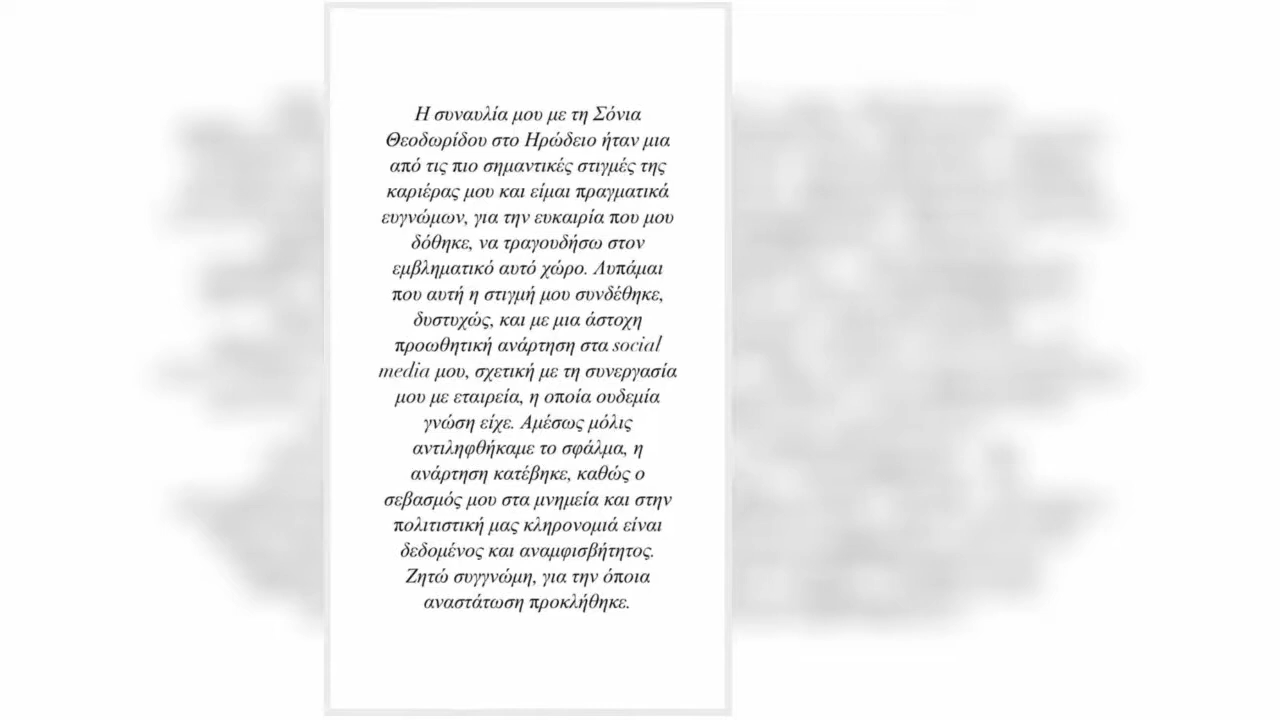 Η συναυλία μου με τη Σόνια
Θεοδωρίδου στο Ηρώδειο ήταν μια
από τις πιο σημαντικές στιγμές της
καριέρας μου και είμαι πραγματικά
ευγνώμων, για την ευκαιρία που μου
δόθηκε, να τραγουδήσω στον
εμβληματικό αυτό χώρο. Λυπάμαι
που αυτή η στιγμή μου συνδέθηκε,
δυστυχώς, και με μια άστοχη
προωθητική ανάρτηση στα social
media μου, σχετική με τη συνεργασία
μου με εταιρεία, η οποία ουδεμία
γνώση είχε. Αμέσως μόλις
αντιληφθήκαμε το σφάλμα, η
ανάρτηση κατέβηκε, καθώς ο
σεβασμός μου στα μνημεία και στην
πολιτιστική μας κληρονομιά είναι
δεδομένος και αναμφισβήτητος.
Ζητώ συγγνώμη, για την όποια
αναστάτωση προκλήθηκε.